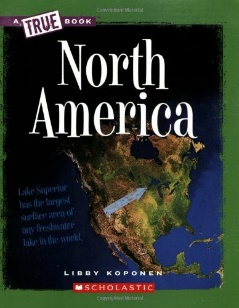 A TRUE BOOK
North
America
Lake Superior
has the largest
surface area of
any freshwater
lake in the world.
LIBBY KOPONEN
SCHOLASTIC